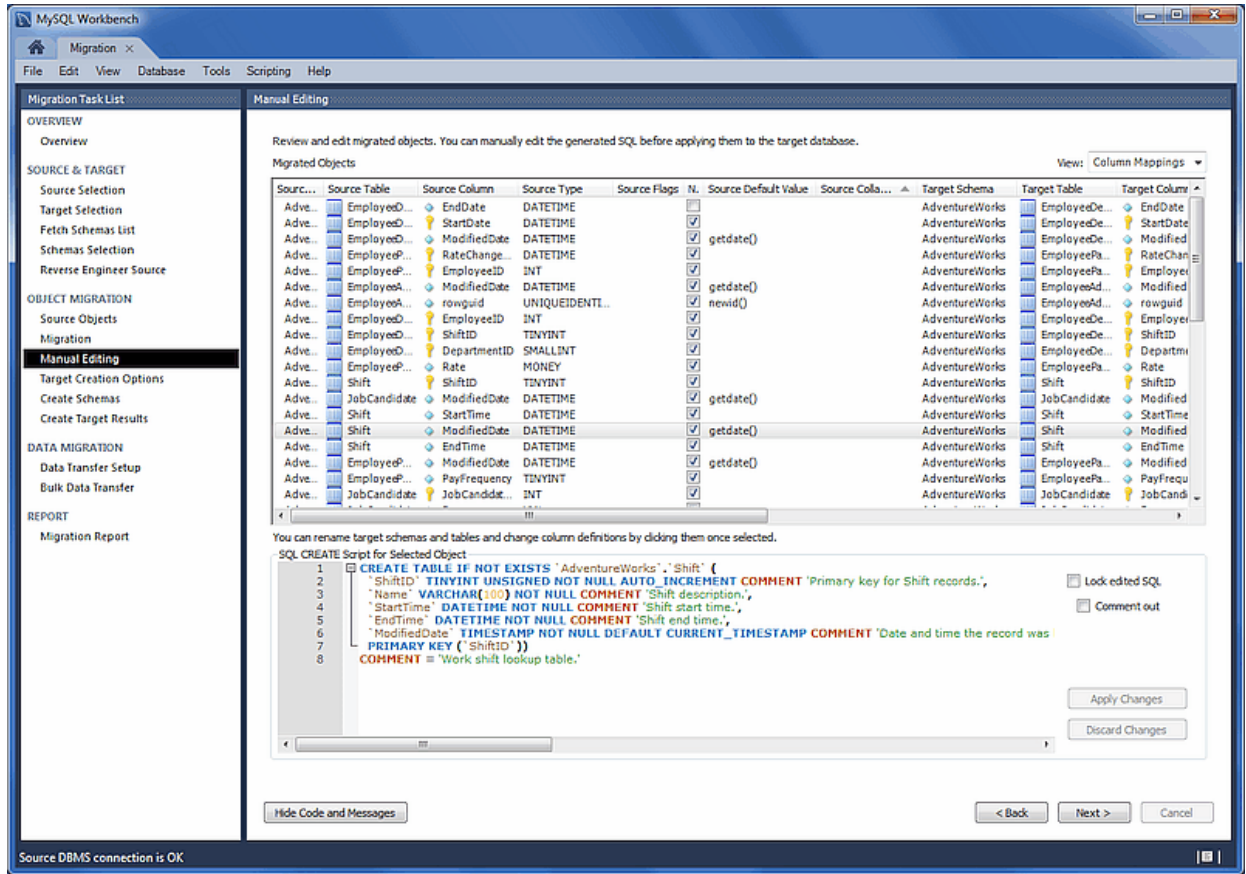 MySQL Workbench
Migration
File Edit View Database Tools Scripting Help
Migration Task List
OVERVIEW
Overview
SOURCE & TARGET
Source Selection
Target Selection
Fetch Schemas List
Schemas Selection
Reverse Engineer Source
OBJECT MIGRATION
Source Objects
Migration
Manual Editing
Target Creation Options
Create Schemas
Create Target Results
DATA MIGRATION
Data Transfer Setup
Bulk Data Transfer
REPORT
Migration Report
Manual Editing
Review and edit migrated objects. You can manually edit the generated SQL before applying them to the target database.
Migrated Objects View: Column Mappings
Sourc... Source Table Source Column Source Type Source Flags N. Source Default Value Source Colla... Target Schema Target Table Target Column
Adve... EmployeeD... EndDate DATETIME AdventureWorks EmployeeDe... EndDate
Adve... EmployeeD... StartDate DATETIME AdventureWorks EmployeeDe... StartDate
Adve... EmployeeD... ModifiedDate DATETIME getdate() AdventureWorks EmployeeDe... Modified
Adve... EmployeeP... RateChange... DATETIME AdventureWorks EmployeePa... RateChan
Adve... EmployeeP... EmployeeID INT AdventureWorks EmployeePa... Employee
Adve... EmployeeA... ModifiedDate DATETIME getdate() AdventureWorks EmployeeAd... Modified
Adve... EmployeeA... rowguid UNIQUEIDENTI... newid() AdventureWorks EmployeeAd... rowguid
Adve... EmployeeD... EmployeeID INT AdventureWorks EmployeeDe... Employee
Adve... EmployeeD... ShiftID TINYINT AdventureWorks EmployeeDe... ShiftID
Adve... EmployeeD... DepartmentID SMALLINT AdventureWorks EmployeeDe... Departme
Adve... EmployeeP... Rate MONEY AdventureWorks EmployeePa... Rate
Adve... Shift ShiftID TINYINT AdventureWorks Shift ShiftID
Adve... JobCandidate ModifiedDate DATETIME getdate() AdventureWorks JobCandidate Modified
Adve... Shift StartTime DATETIME AdventureWorks Shift StartTime
Adve... Shift ModifiedDate DATETIME getdate() AdventureWorks Shift Modified
Adve... Shift EndTime DATETIME AdventureWorks Shift EndTime
Adve... EmployeeP... ModifiedDate DATETIME getdate() AdventureWorks EmployeePa... Modified
Adve... EmployeeP... PayFrequency TINYINT AdventureWorks EmployeePa... PayFrequ
Adve... JobCandidate JobCandidat... INT AdventureWorks JobCandidate JobCandi
You can rename target schemas and tables and change column definitions by clicking them once selected.
SQL CREATE Script for Selected Object
1 CREATE TABLE IF NOT EXISTS `AdventureWorks`.`Shift` (
2 `ShiftID` TINYINT UNSIGNED NOT NULL AUTO_INCREMENT COMMENT 'Primary key for Shift records.',
3 `Name` VARCHAR(100) NOT NULL COMMENT 'Shift description.',
4 `StartTime` DATETIME NOT NULL COMMENT 'Shift start time.',
5 `EndTime` DATETIME NOT NULL COMMENT 'Shift end time.',
6 `ModifiedDate` TIMESTAMP NOT NULL DEFAULT CURRENT_TIMESTAMP COMMENT 'Date and time the record was
7 PRIMARY KEY (`ShiftID`))
8 COMMENT = 'Work shift lookup table.'
Lock edited SQL
Comment out
Apply Changes
Discard Changes
Hide Code and Messages < Back Next > Cancel
Source DBMS connection is OK